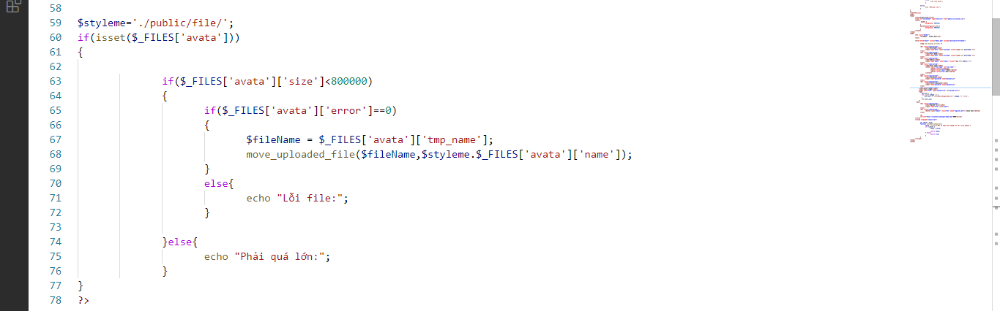 58
59 $styleme='./public/file/';
60 if(isset($_FILES['avata']))
61 {
62
63 if($_FILES['avata']['size']<800000)
64 {
65 if($_FILES['avata']['error']==0)
66 {
67 $fileName = $_FILES['avata']['tmp_name'];
68 move_uploaded_file($fileName,$styleme.$_FILES['avata']['name']);
69 }
70 else{
71 echo "Lỗi file:";
72 }
73
74 }else{
75 echo "Phải quá lớn:";
76 }
77 }
78 ?>